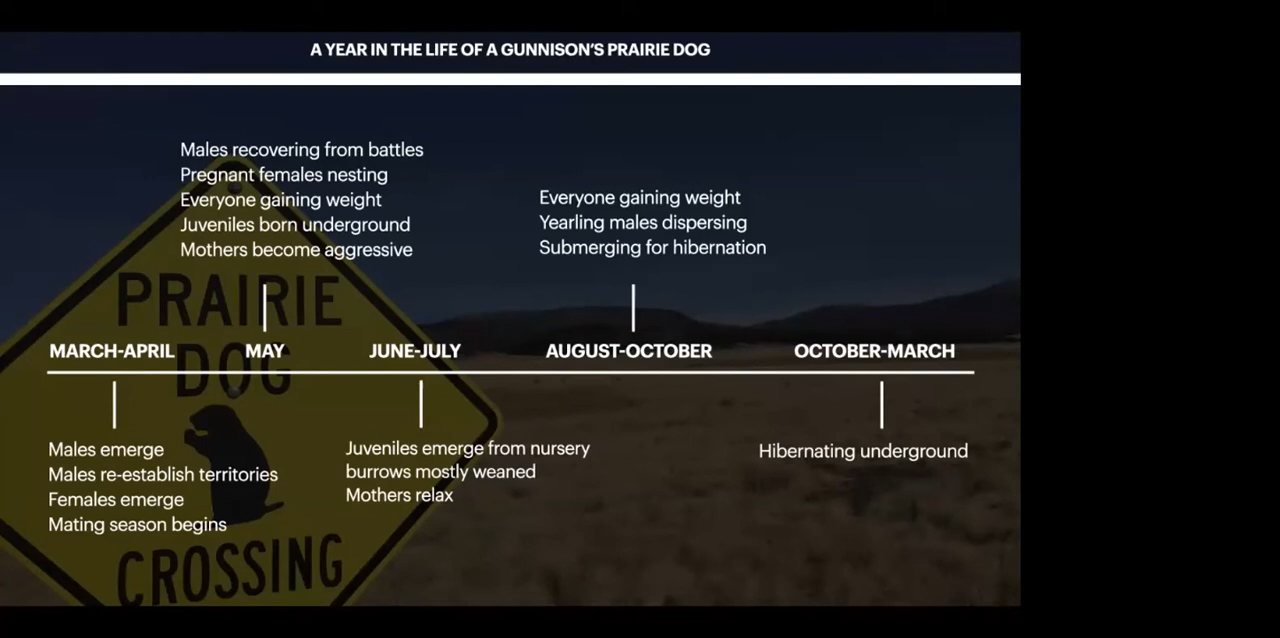 A YEAR IN THE LIFE OF A GUNNISON'S PRAIRIE DOG
Males recovering from battles
Pregnant females nesting
Everyone gaining weight
Juveniles born underground
Mothers become aggressive
Everyone gaining weight
Yearling males dispersing
Submerging for hibernation
PRAIRIE
DOG
CROSSING
MARCH-APRIL
MAY
JUNE-JULY
AUGUST-OCTOBER
OCTOBER-MARCH
Males emerge
Males re-establish territories
Females emerge
Mating season begins
Juveniles emerge from nursery
burrows mostly weaned
Mothers relax
Hibernating underground